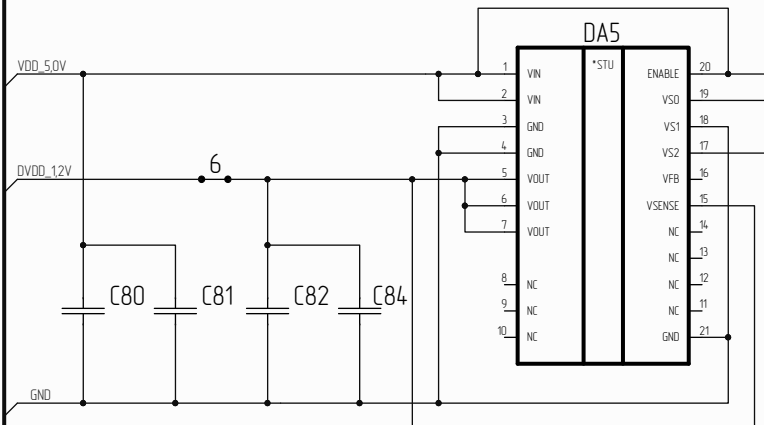 DA5
VDD_5,0V
1 VIN *STU ENABLE 20
2 VIN VS0 19
3 GND VS1 18
4 GND VS2 17
DVDD_1,2V
6
5 VOUT VFB 16
6 VOUT VSENSE 15
7 VOUT NC 14
NC 13
8 NC NC 12
C80 C81 C82 C84
9 NC NC 11
10 NC GND 21
GND